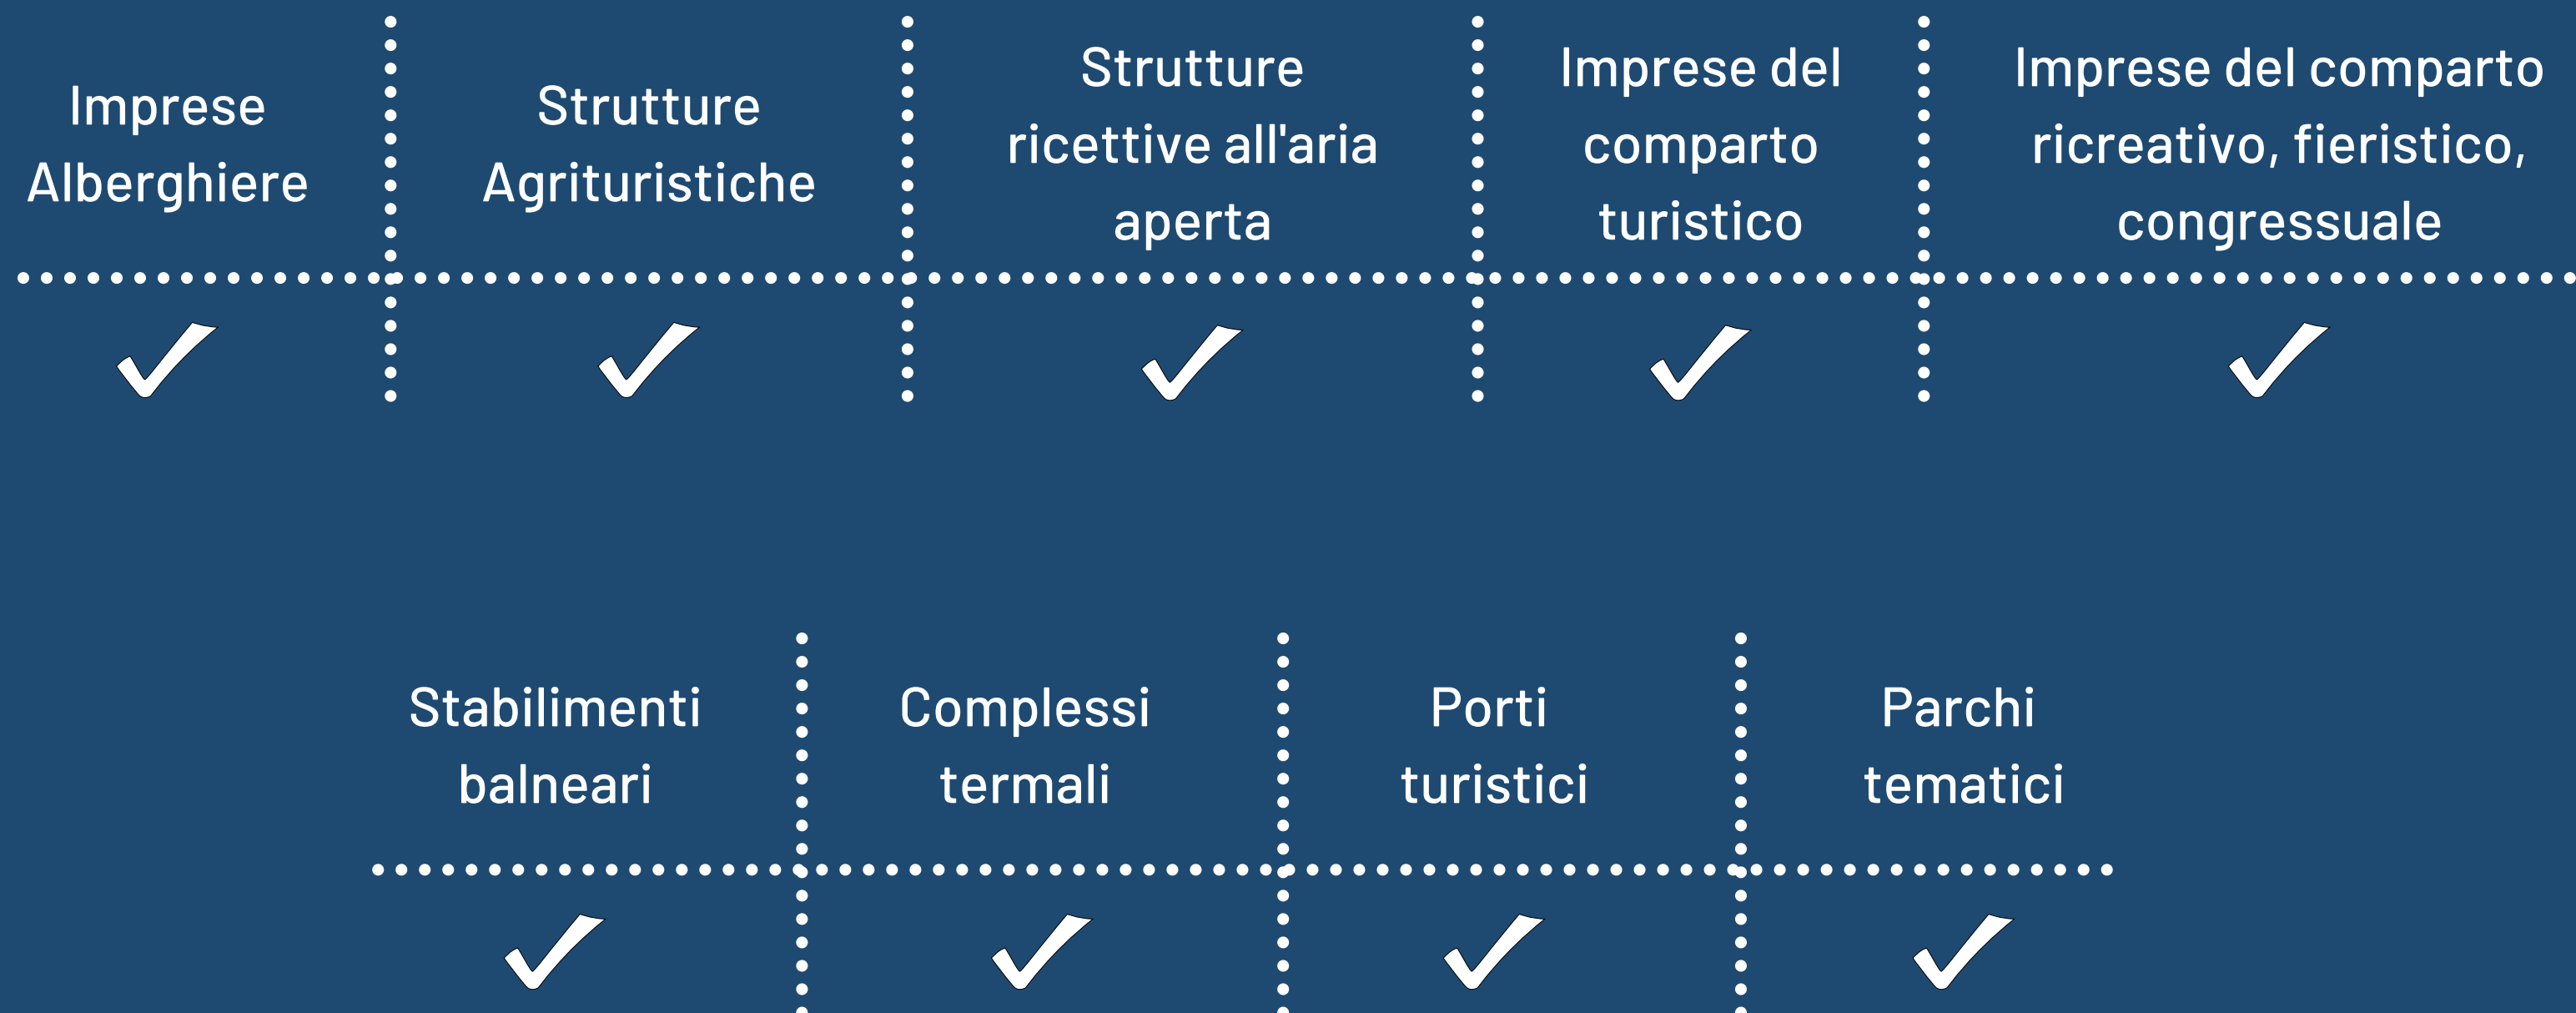 Imprese
Alberghiere
Strutture
Agrituristiche
Strutture
ricettive all'aria
aperta
Imprese del
comparto
turistico
Imprese del comparto
ricreativo, fieristico,
congressuale
Stabilimenti
balneari
Complessi
termali
Porti
turistici
Parchi
tematici